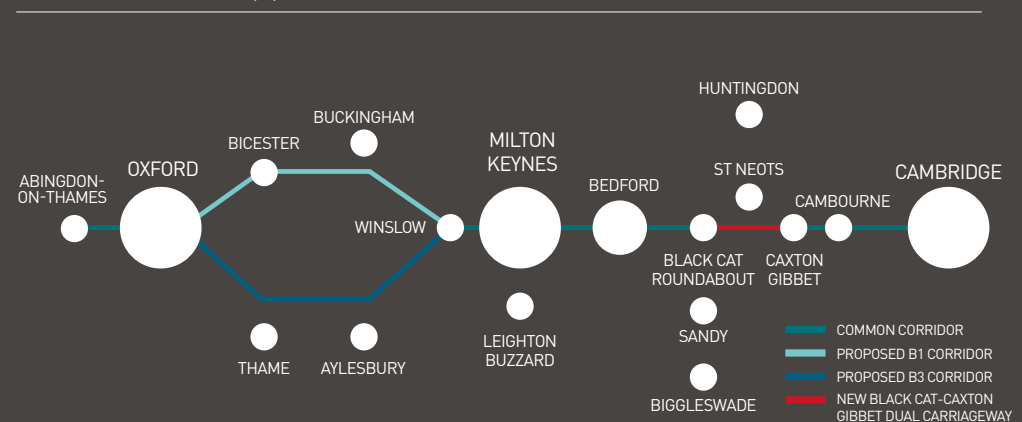 HUNTINGDON
BUCKINGHAM
BICESTER
MILTON
KEYNES
OXFORD
ABINGDON-
ON-THAMES
BEDFORD
ST NEOTS
CAMBRIDGE
CAMBOURNE
WINSLOW
BLACK CAT
ROUNDABOUT
CAXTON
GIBBET
THAME
AYLESBURY
LEIGHTON
BUZZARD
SANDY
BIGGLESWADE
COMMON CORRIDOR
PROPOSED B1 CORRIDOR
PROPOSED B3 CORRIDOR
NEW BLACK CAT-CAXTON
GIBBET DUAL CARRIAGEWAY